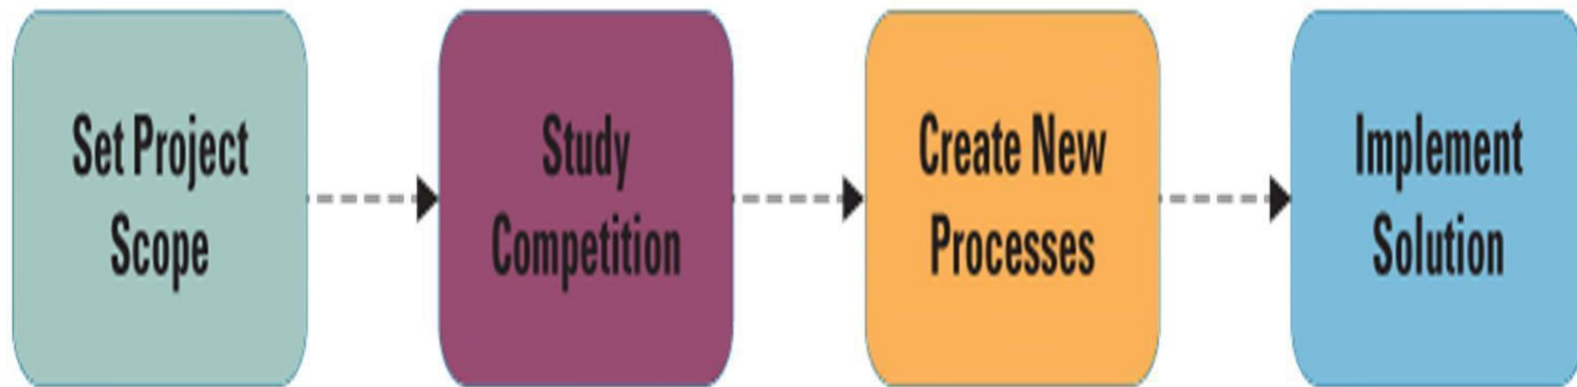 Set Project
Scope
Study
Competition
Create New
Processes
Implement
Solution